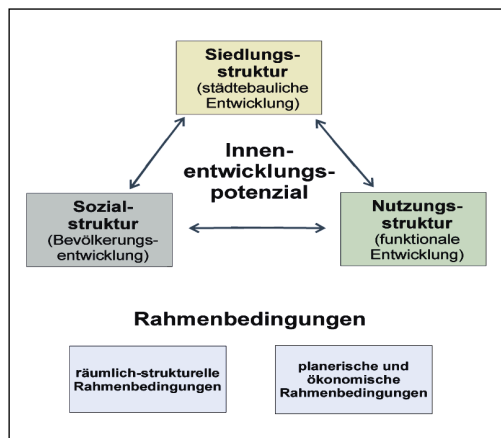 Siedlungs-
struktur
(städtebauliche
Entwicklung)
Innen-
entwicklungs-
potenzial
Sozial-
struktur
(Bevölkerungs-
entwicklung)
Nutzungs-
struktur
(funktionale
Entwicklung)
Rahmenbedingungen
räumlich-strukturelle
Rahmenbedingungen
planerische und
ökonomische
Rahmenbedingungen